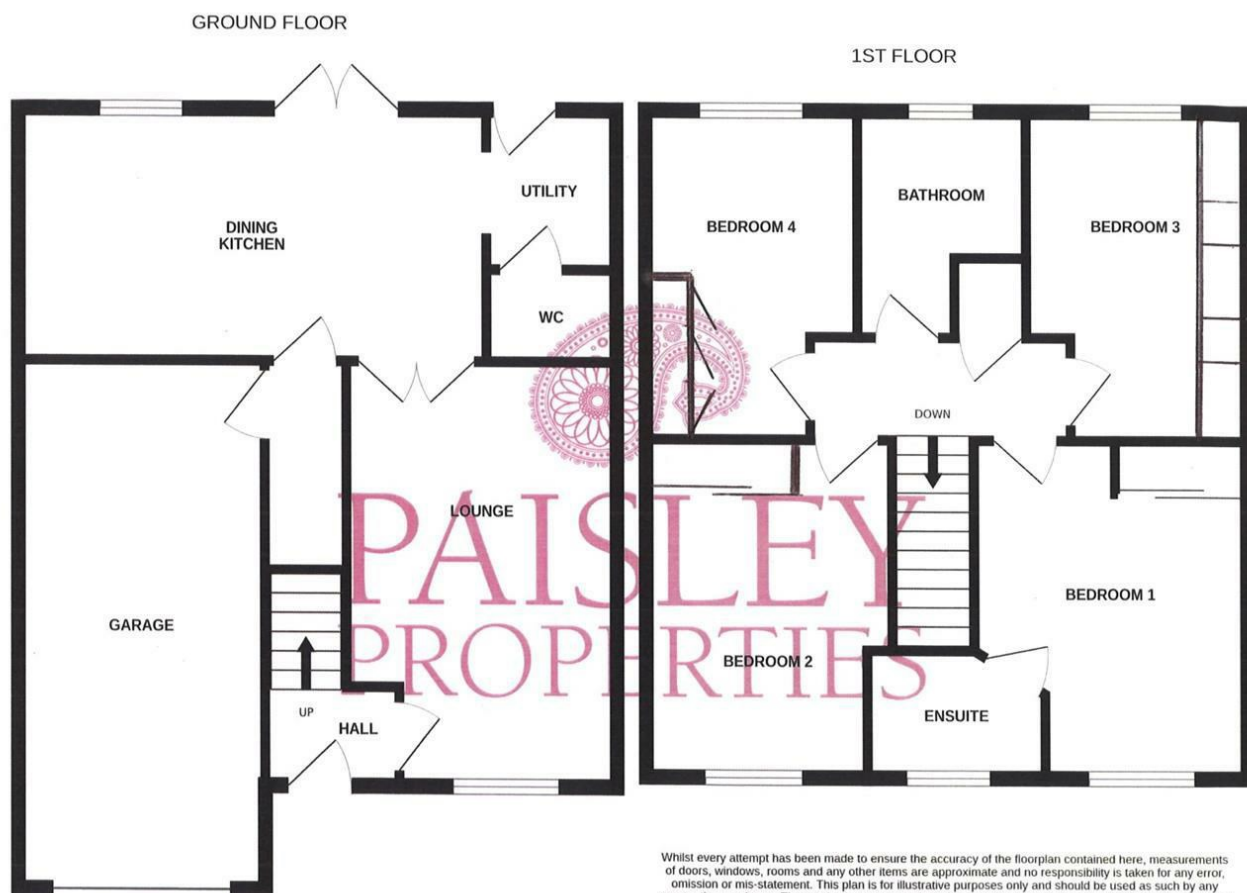 GROUND FLOOR
1ST FLOOR
DINING
KITCHEN
UTILITY
WC
GARAGE
LOUNGE
UP
HALL
BEDROOM 4
BATHROOM
BEDROOM 3
DOWN
BEDROOM 2
ENSUITE
BEDROOM 1
PAISLEY
PROPERTIES
Whilst every attempt has been made to ensure the accuracy of the floorplan contained here, measurements
of doors, windows, rooms and any other items are approximate and no responsibility is taken for any error,
omission or mis-statement. This plan is for illustrative purposes only and should be used as such by any